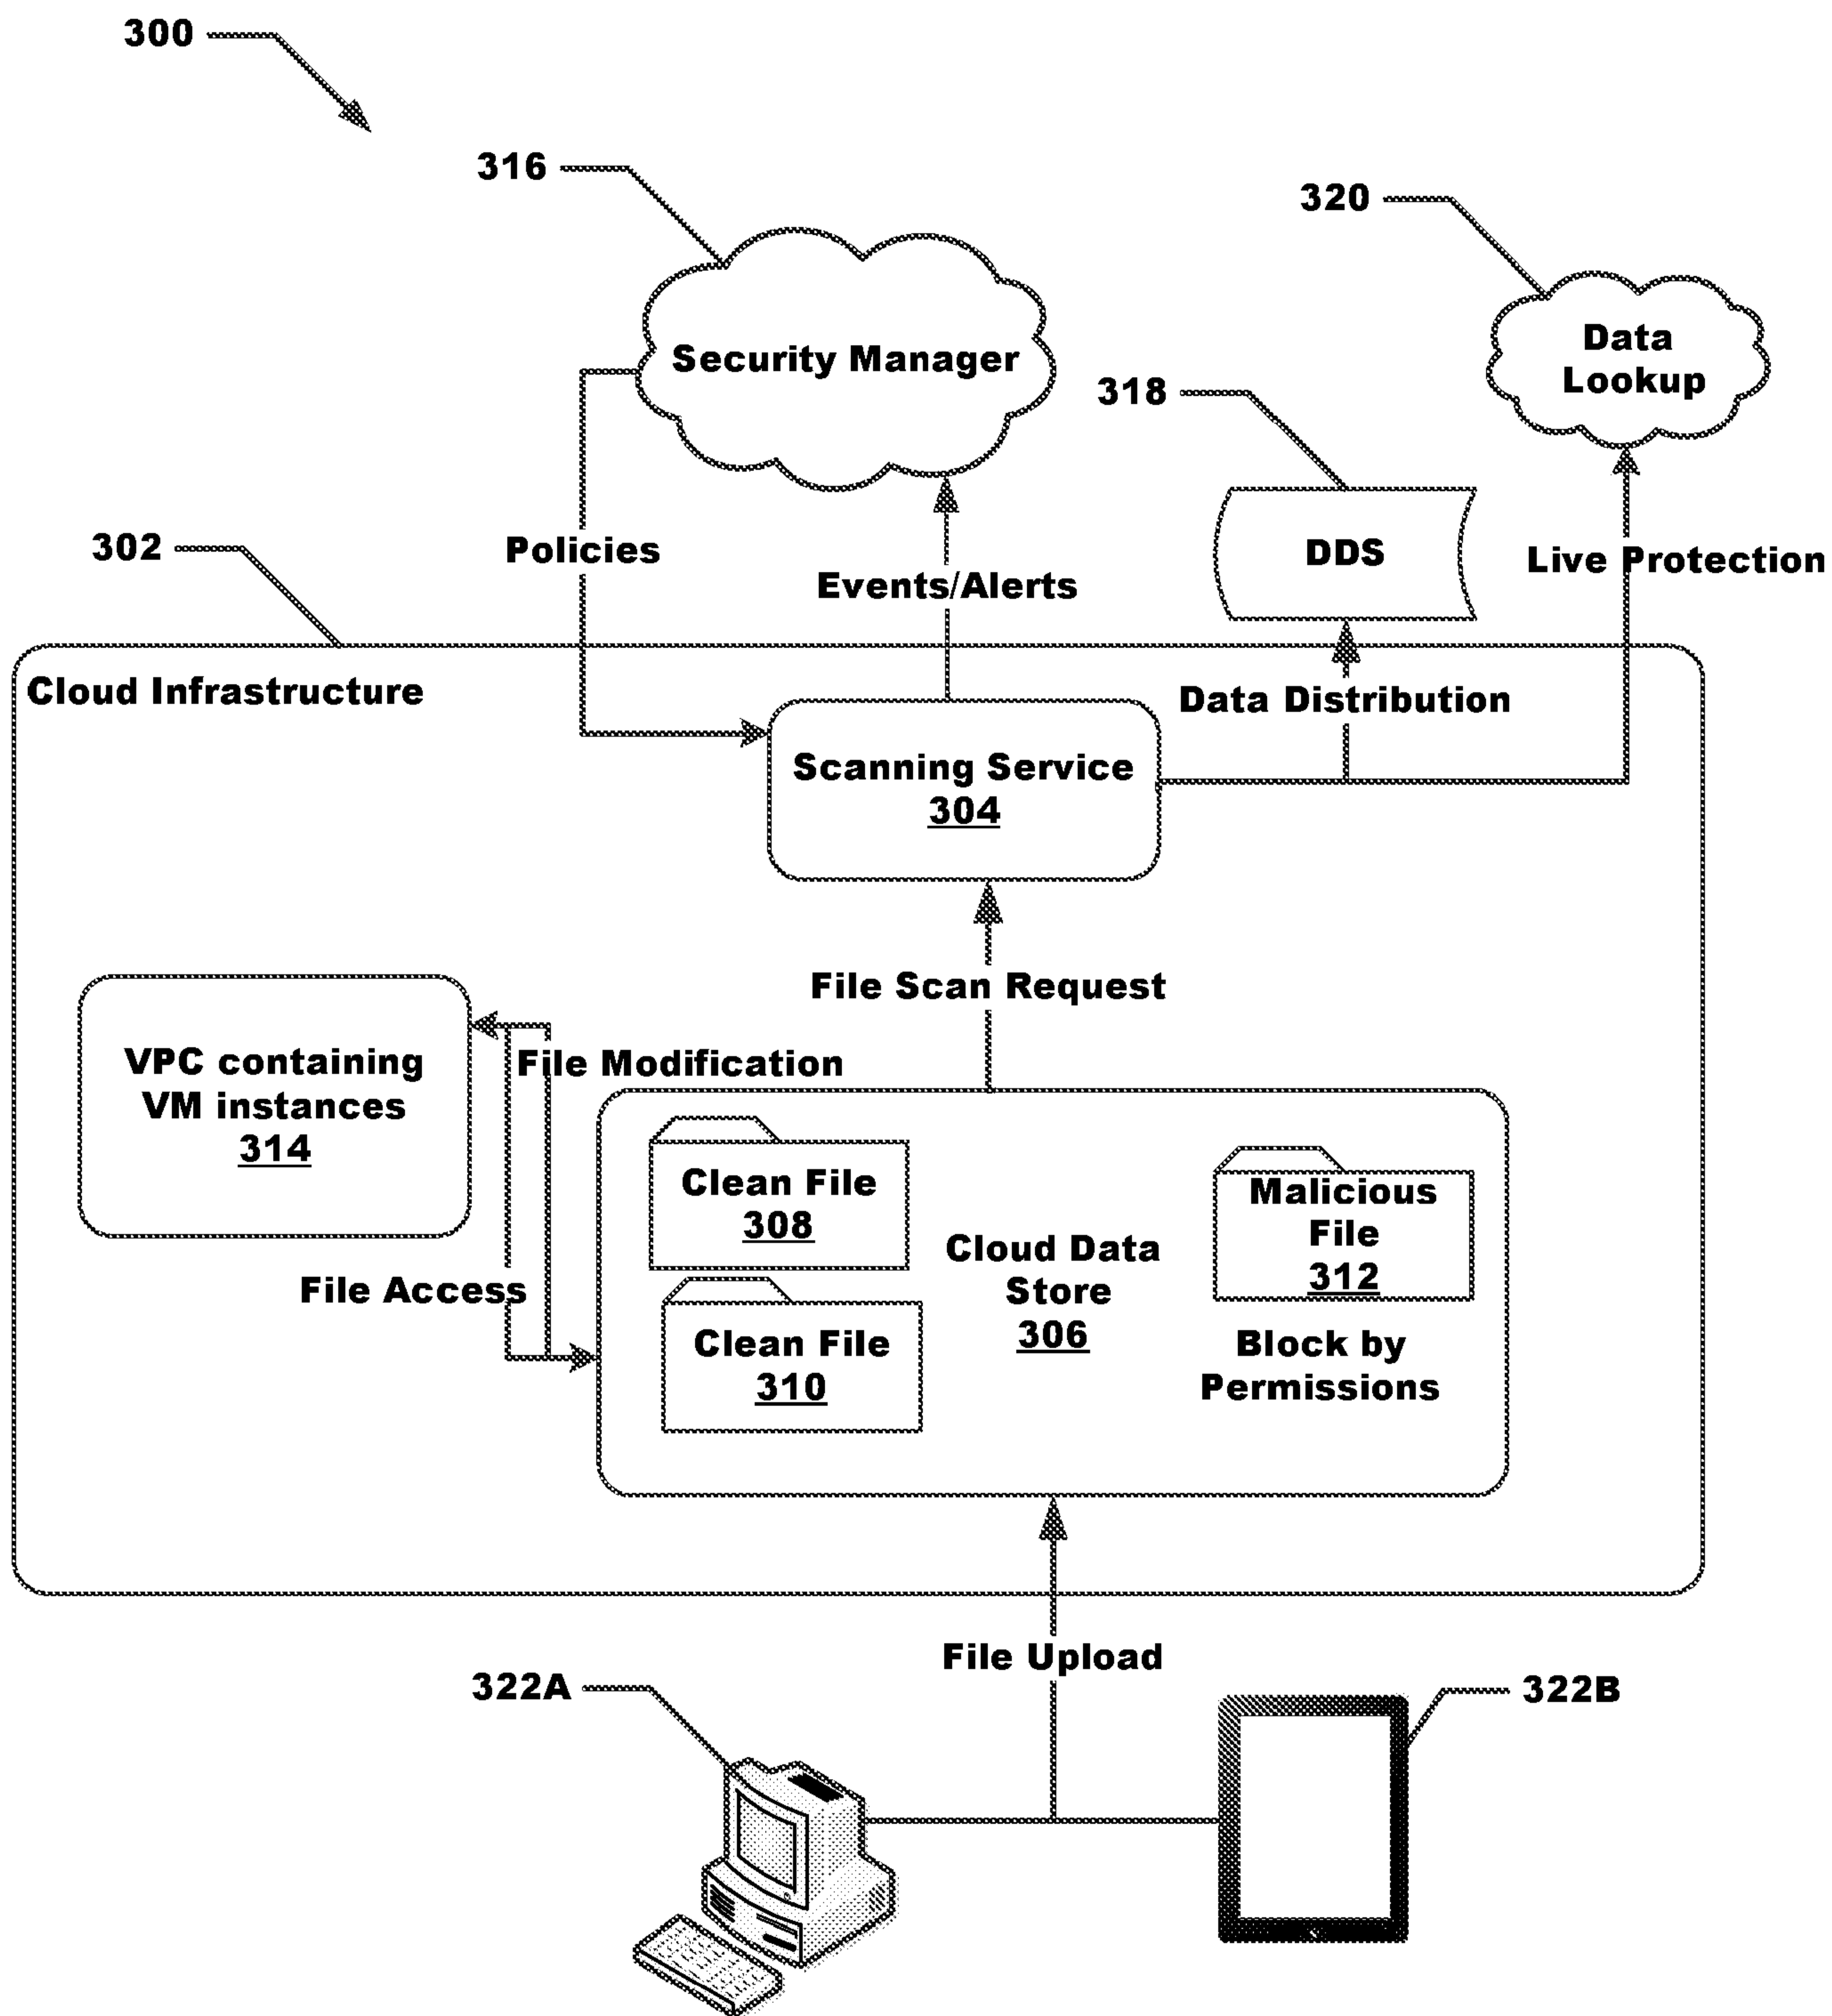 300
316
320
Security Manager
Data
Lookup
318
302
Policies
DDS
Live Protection
Events/Alerts
Cloud Infrastructure
Data Distribution
Scanning Service
304
File Scan Request
VPC containing
VM instances
314
File Modification
Clean File
308
Malicious
File
312
Cloud Data
Store
306
File Access
Clean File
310
Block by
Permissions
File Upload
322A
322B